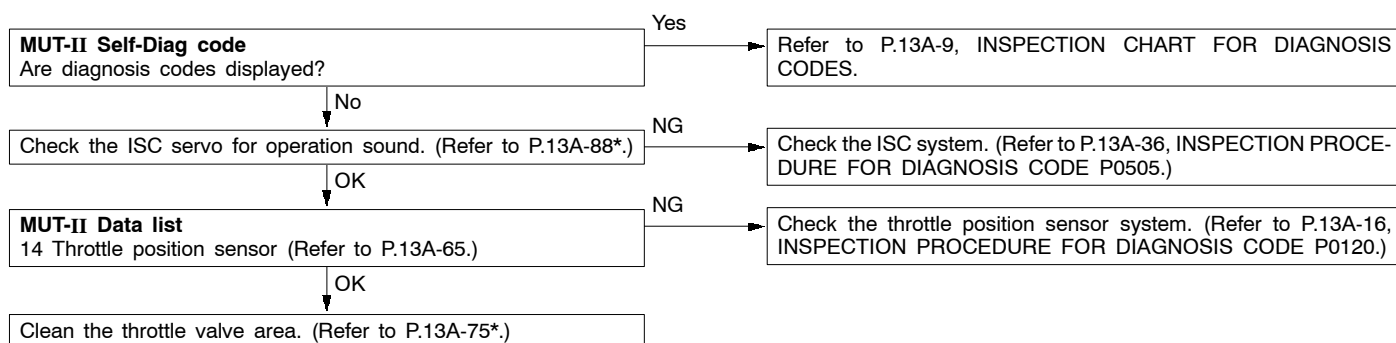 Yes
MUT-II Self-Diag code
Are diagnosis codes displayed?
Refer to P.13A-9, INSPECTION CHART FOR DIAGNOSIS
CODES.
No
Check the ISC servo for operation sound. (Refer to P.13A-88*.)
NG
Check the ISC system. (Refer to P.13A-36, INSPECTION PROCE-
DURE FOR DIAGNOSIS CODE P0505.)
OK
MUT-II Data list
14 Throttle position sensor (Refer to P.13A-65.)
NG
Check the throttle position sensor system. (Refer to P.13A-16,
INSPECTION PROCEDURE FOR DIAGNOSIS CODE P0120.)
OK
Clean the throttle valve area. (Refer to P.13A-75*.)